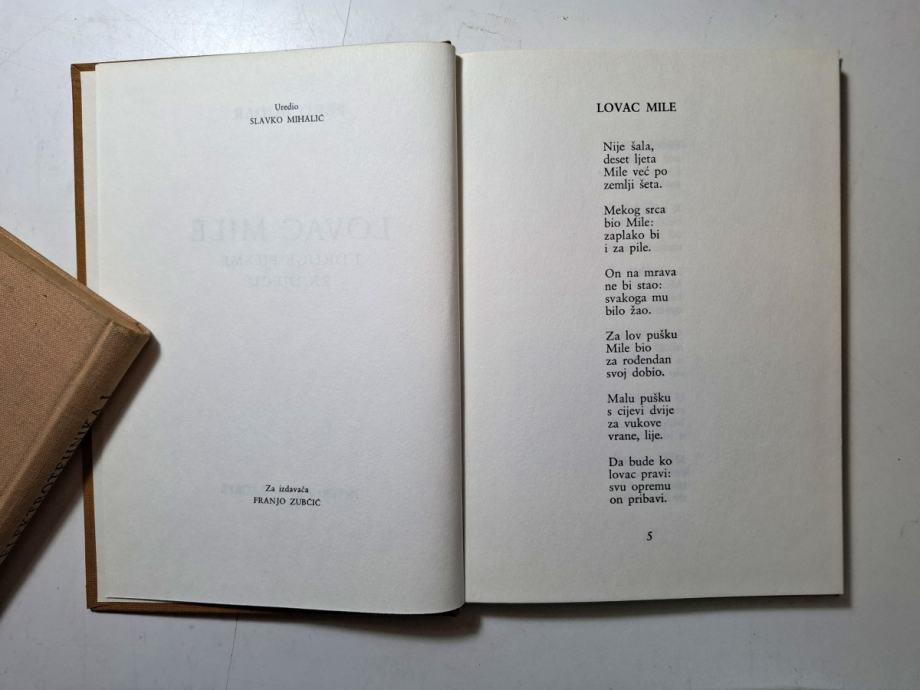 Uredio
SLAVKO MIHALIĆ
Za izdavača
FRANJO ZUBČIĆ
LOVAC MILE
Nije šala,
deset ljeta
Mile već po
zemlji šeta.
Mekog srca
bio Mile:
zaplako bi
i za pile.
On na mrava
ne bi stao:
svakoga mu
bilo žao.
Za lov pušku
Mile bio
za rođendan
svoj dobio.
Malu pušku
s cijevi dvije
za vukove
vrane, lije.
Da bude ko
lovac pravi:
svu opremu
on pribavi.
5
ELEKTROTEHNIKA I